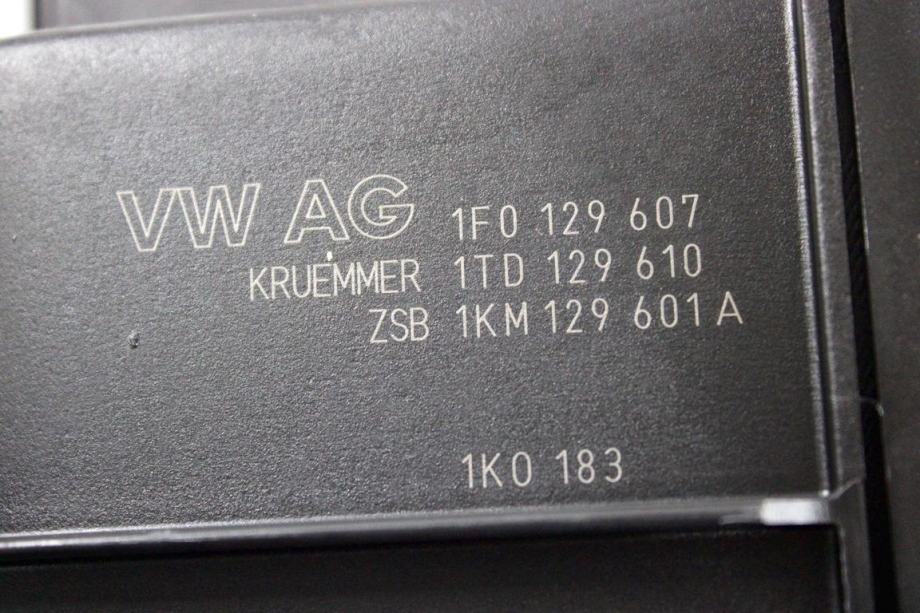 VW AG 1F0 129 607
KRUEMMER 1TD 129 610
ZSB 1KM 129 601 A
1K0 183